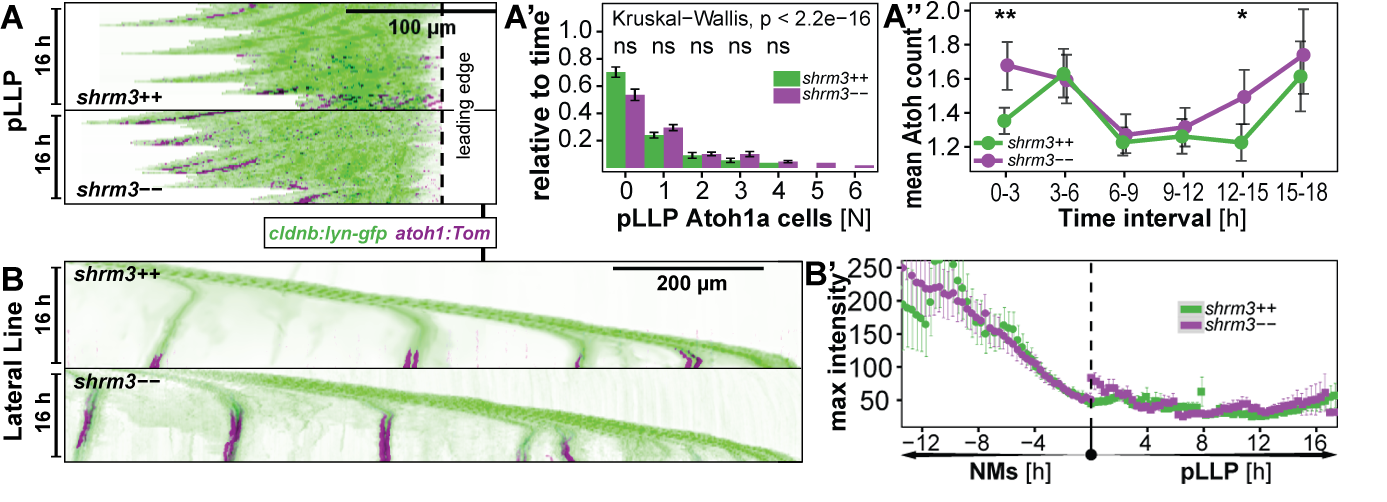 A
pLLP
16 h
100 µm
shrm3++
leading edge
16 h
shrm3−−
cldnb:lyn-gfp atoh1:Tom
A'
Kruskal−Wallis, p < 2.2e−16
ns ns ns ns ns
relative to time
1.0
0.8
0.6
0.4
0.2
shrm3++
shrm3−−
0 1 2 3 4 5 6
pLLP Atoh1a cells [N]
A''
mean Atoh count
2.0
1.8
1.6
1.4
1.2
** *
shrm3++
shrm3−−
0-3 3-6 6-9 9-12 12-15 15-18
Time interval [h]
B
Lateral Line
16 h
shrm3++
200 µm
16 h
shrm3−−
B'
max intensity
250
200
150
100
50
shrm3++
shrm3−−
−12 −8 −4 4 8 12 16
NMs [h] pLLP [h]